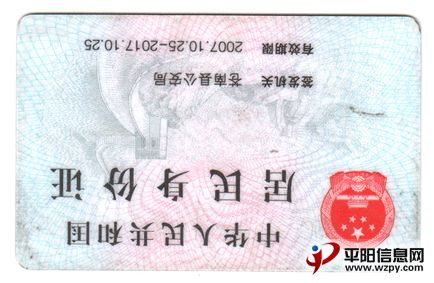 中华人民共和国
居民身份证
签发机关 苍南县公安局
有效期限 2007.10.25-2017.10.25
平阳信息网
www.wzpy.com